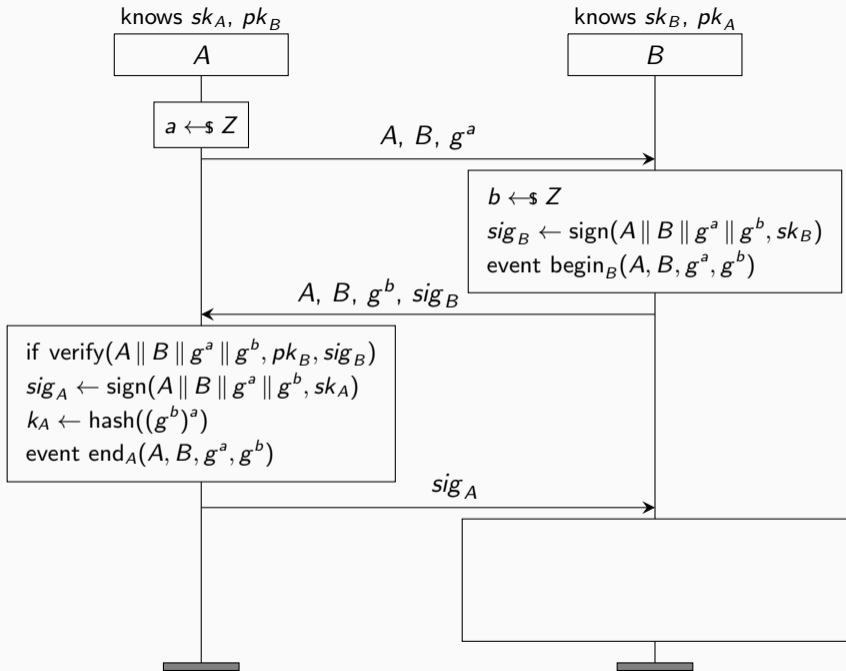 knows sk_A, pk_B
knows sk_B, pk_A
A
B
a ←$ Z
A, B, g^a
b ←$ Z
sig_B ← sign(A ∥ B ∥ g^a ∥ g^b, sk_B)
event begin_B(A, B, g^a, g^b)
A, B, g^b, sig_B
if verify(A ∥ B ∥ g^a ∥ g^b, pk_B, sig_B)
sig_A ← sign(A ∥ B ∥ g^a ∥ g^b, sk_A)
k_A ← hash((g^b)^a)
event end_A(A, B, g^a, g^b)
sig_A